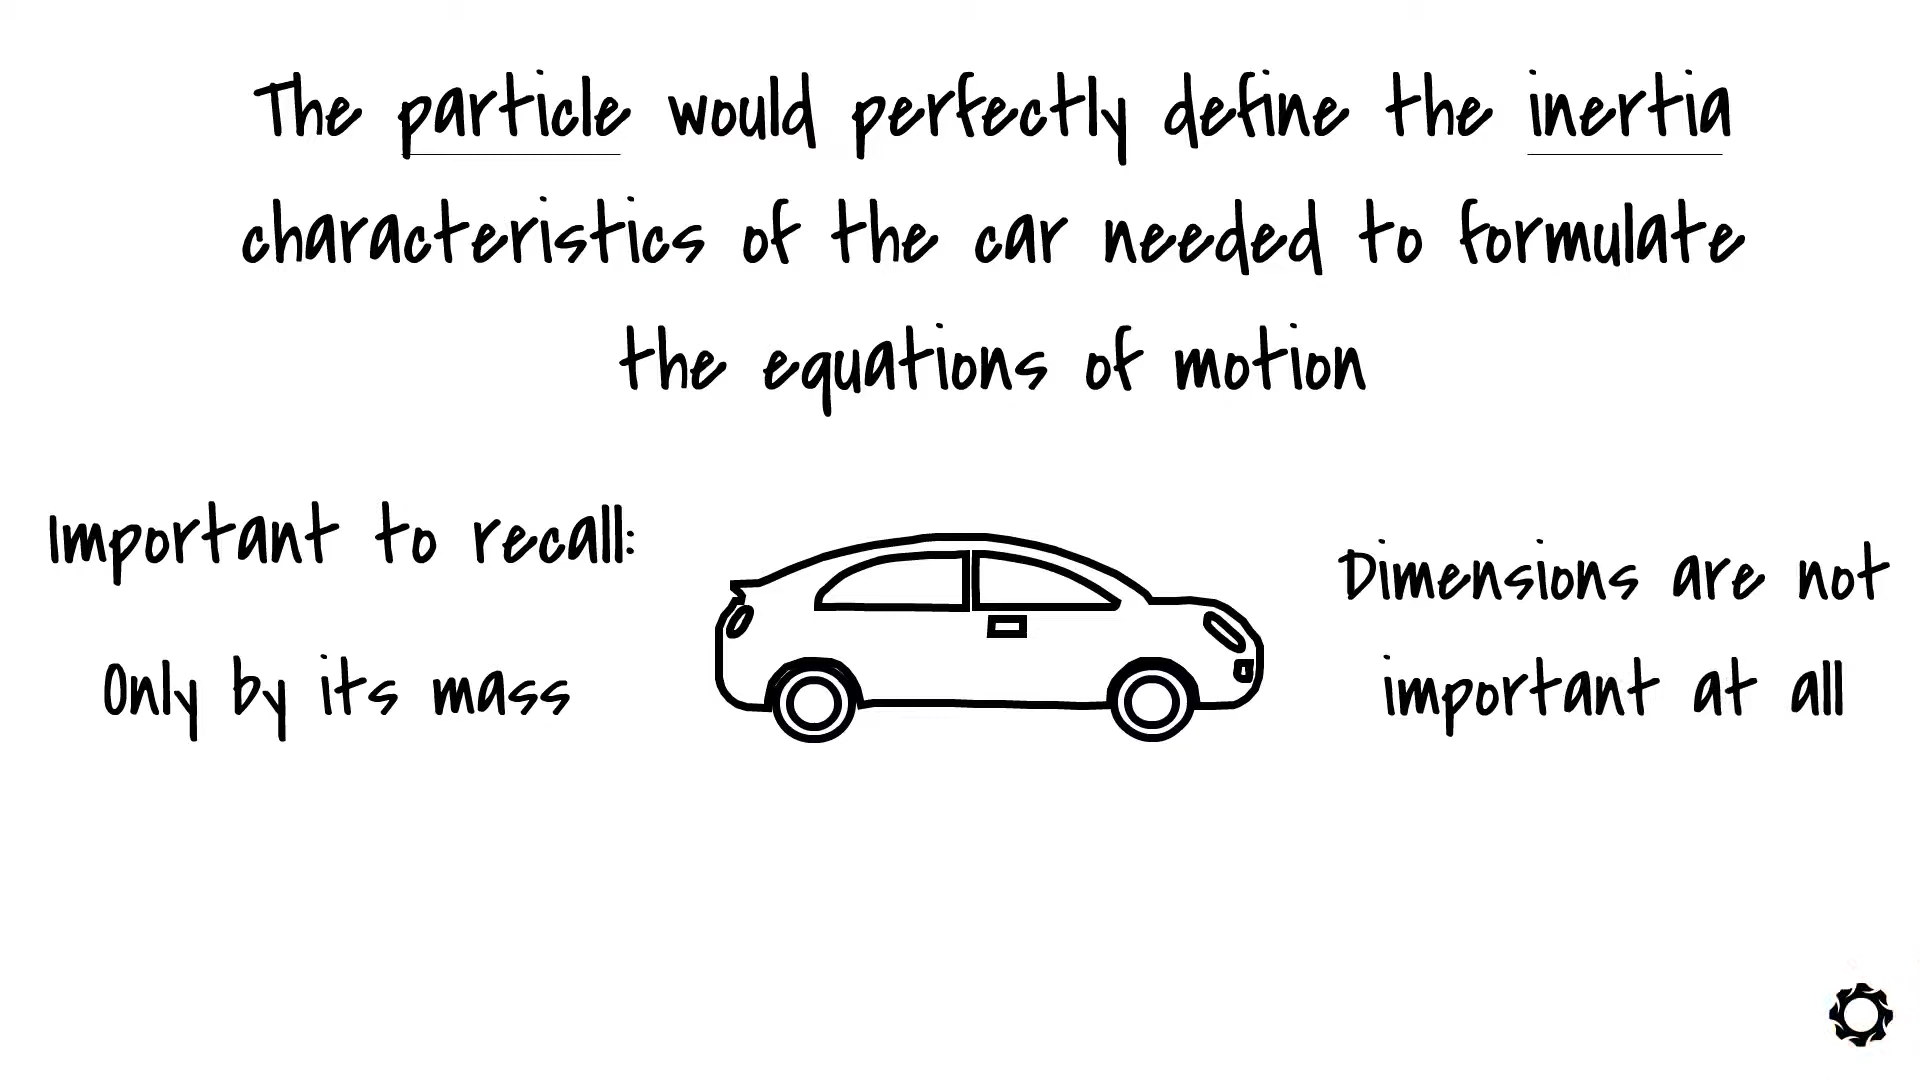 The particle would perfectly define the inertia
characteristics of the car needed to formulate
the equations of motion
Important to recall:
Only by its mass
Dimensions are not
important at all